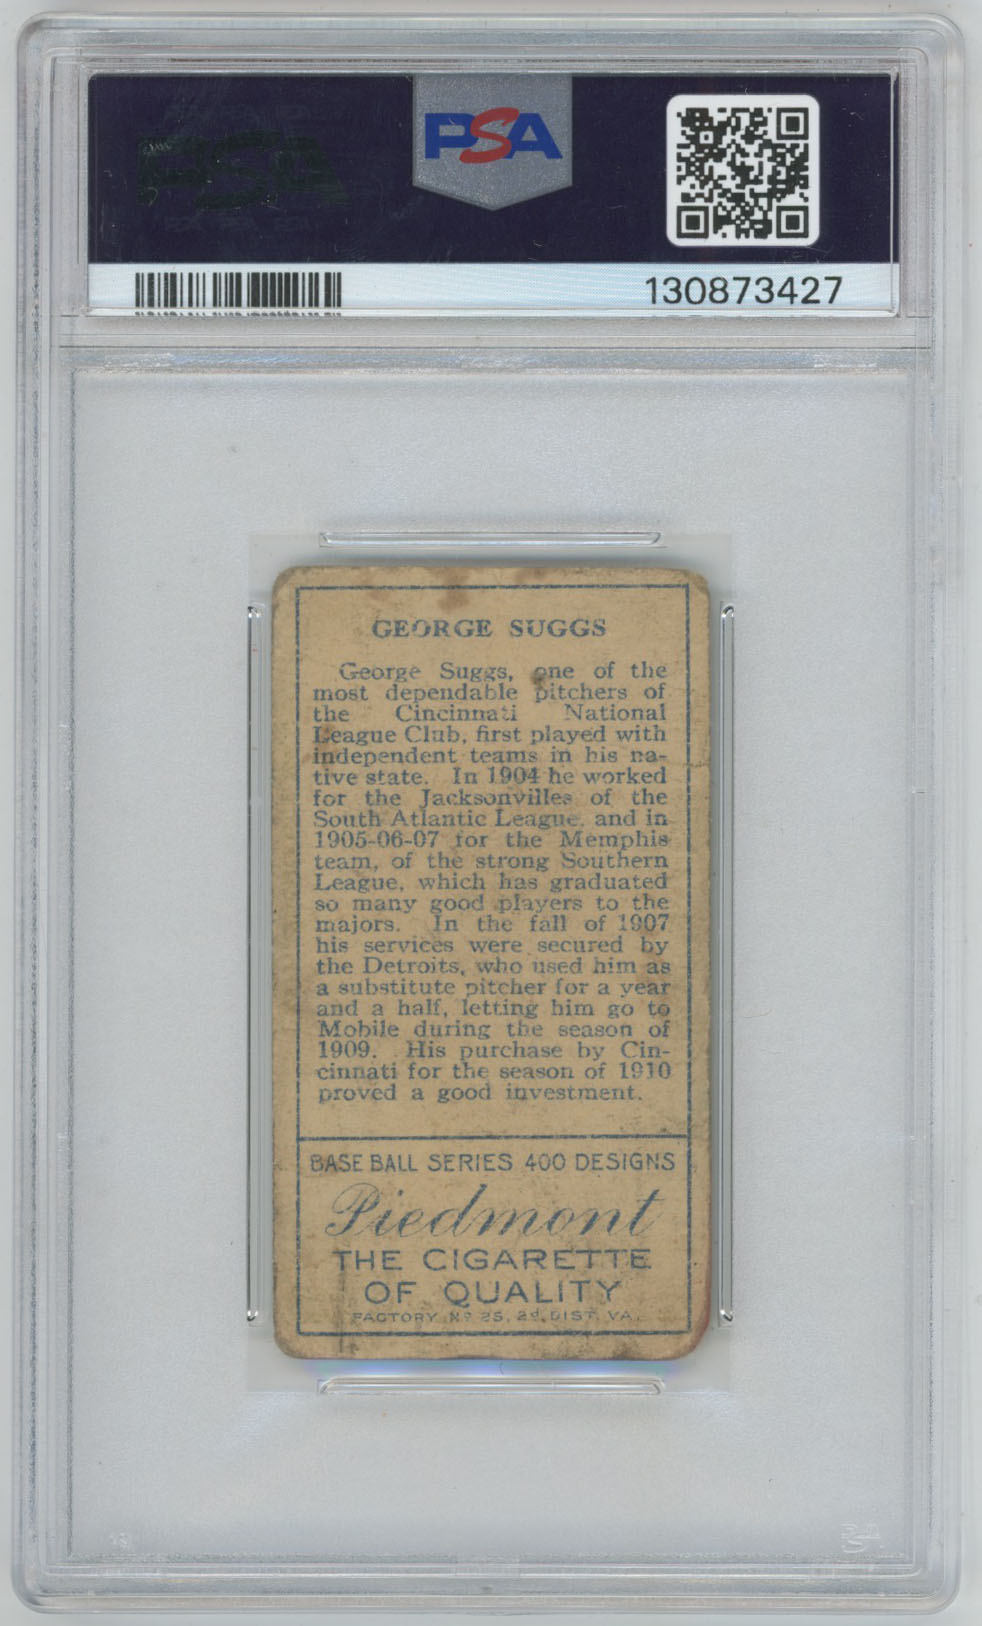 PSA
130873427
GEORGE SUGGS
George Suggs, one of the
most dependable pitchers of
the Cincinnati National
League Club, first played with
independent teams in his na-
tive state. In 1904 he worked
for the Jacksonvilles of the
South Atlantic League, and in
1905-06-07 for the Memphis
team, of the strong Southern
League, which has graduated
so many good players to the
majors. In the fall of 1907
his services were secured by
the Detroits, who used him as
a substitute pitcher for a year
and a half, letting him go to
Mobile during the season of
1909. His purchase by Cin-
cinnati for the season of 1910
proved a good investment.
BASE BALL SERIES 400 DESIGNS
Piedmont
THE CIGARETTE
OF QUALITY
FACTORY Nº 25, 2d. DIST. VA.